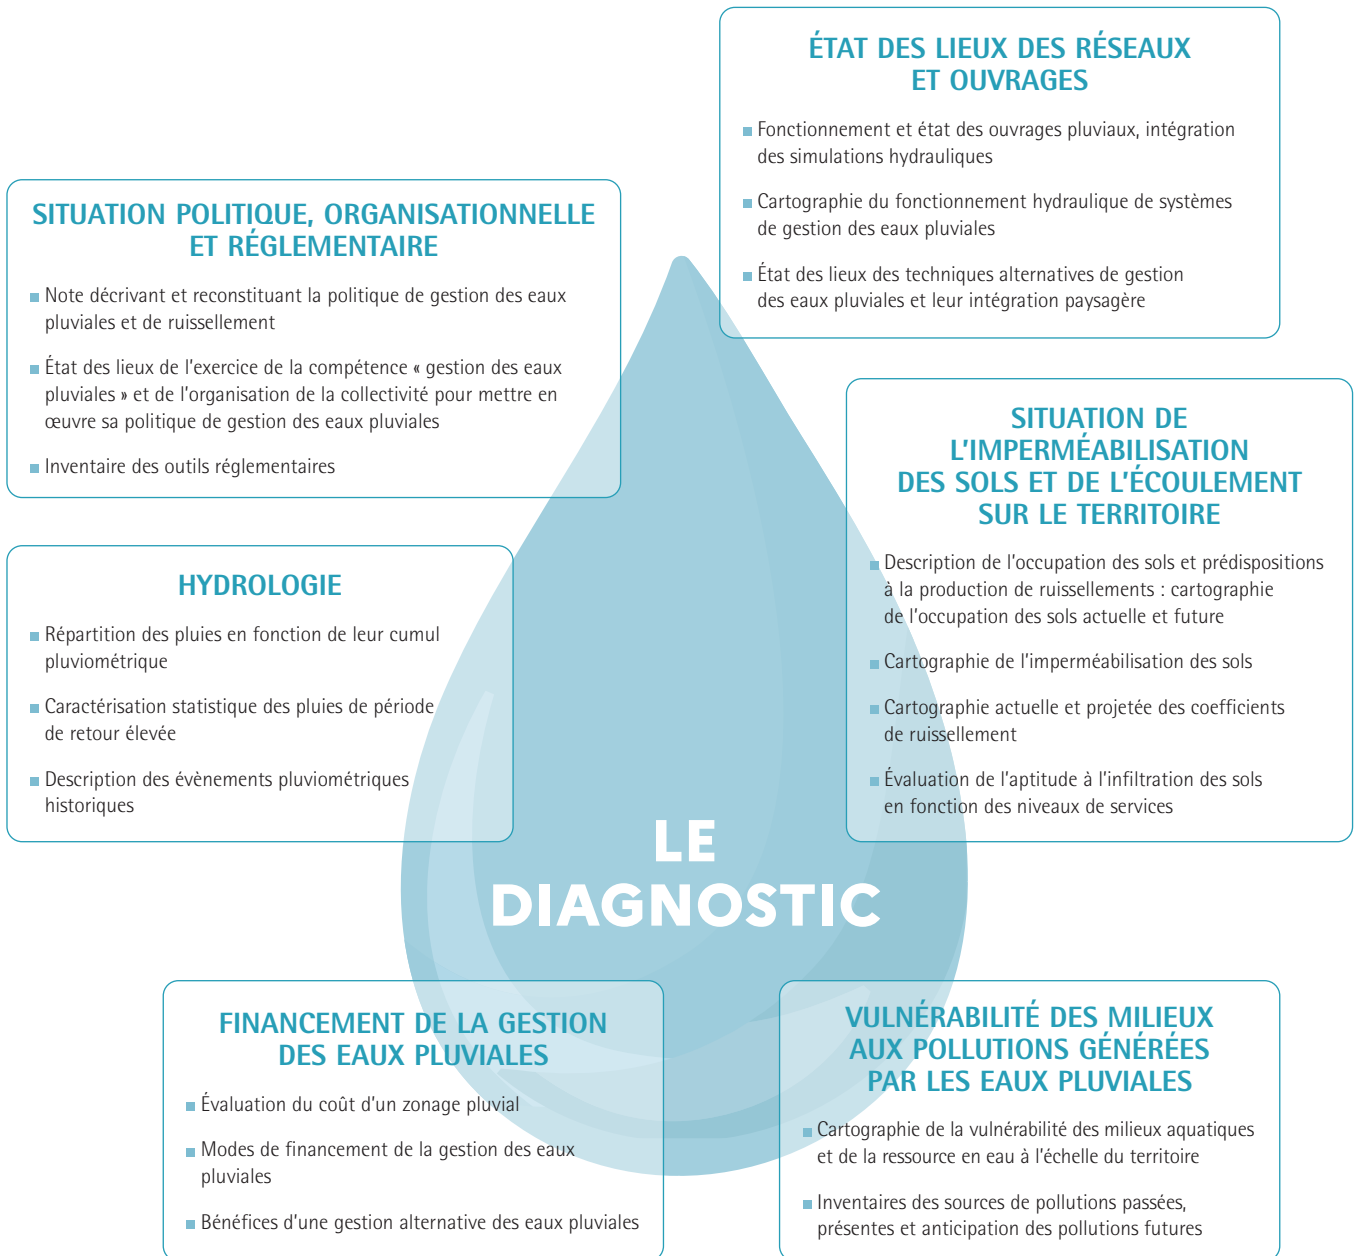 ÉTAT DES LIEUX DES RÉSEAUX
ET OUVRAGES
■ Fonctionnement et état des ouvrages pluviaux, intégration
des simulations hydrauliques
■ Cartographie du fonctionnement hydraulique de systèmes
de gestion des eaux pluviales
■ État des lieux des techniques alternatives de gestion
des eaux pluviales et leur intégration paysagère
SITUATION POLITIQUE, ORGANISATIONNELLE
ET RÉGLEMENTAIRE
■ Note décrivant et reconstituant la politique de gestion des eaux
pluviales et de ruissellement
■ État des lieux de l'exercice de la compétence « gestion des eaux
pluviales » et de l'organisation de la collectivité pour mettre en
œuvre sa politique de gestion des eaux pluviales
■ Inventaire des outils réglementaires
SITUATION DE
L'IMPERMÉABILISATION
DES SOLS ET DE L'ÉCOULEMENT
SUR LE TERRITOIRE
■ Description de l'occupation des sols et prédispositions
à la production de ruissellements : cartographie
de l'occupation des sols actuelle et future
■ Cartographie de l'imperméabilisation des sols
■ Cartographie actuelle et projetée des coefficients
de ruissellement
■ Évaluation de l'aptitude à l'infiltration des sols
en fonction des niveaux de services
HYDROLOGIE
■ Répartition des pluies en fonction de leur cumul
pluviométrique
■ Caractérisation statistique des pluies de période
de retour élevée
■ Description des évènements pluviométriques
historiques
LE
DIAGNOSTIC
FINANCEMENT DE LA GESTION
DES EAUX PLUVIALES
■ Évaluation du coût d'un zonage pluvial
■ Modes de financement de la gestion des eaux
pluviales
■ Bénéfices d'une gestion alternative des eaux pluviales
VULNÉRABILITÉ DES MILIEUX
AUX POLLUTIONS GÉNÉRÉES
PAR LES EAUX PLUVIALES
■ Cartographie de la vulnérabilité des milieux aquatiques
et de la ressource en eau à l'échelle du territoire
■ Inventaires des sources de pollutions passées,
présentes et anticipation des pollutions futures